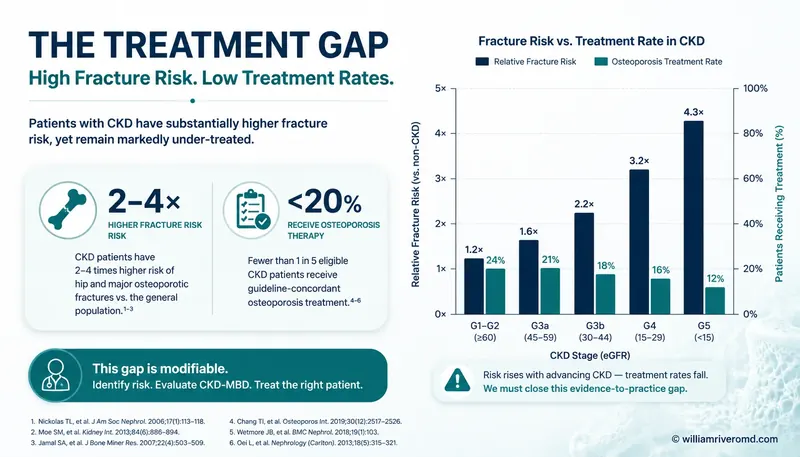 THE TREATMENT GAP
High Fracture Risk. Low Treatment Rates.
Patients with CKD have substantially higher fracture
risk, yet remain markedly under-treated.
2–4×
HIGHER FRACTURE RISK
RISK
CKD patients have
2–4 times higher risk of
hip and major osteoporotic
fractures vs. the general
population.¹⁻³
<20%
RECEIVE OSTEOPOROSIS
THERAPY
Fewer than 1 in 5 eligible
CKD patients receive
guideline-concordant
osteoporosis treatment.⁴⁻⁶
This gap is modifiable.
Identify risk. Evaluate CKD-MBD. Treat the right patient.
1. Nickolas TL, et al. J Am Soc Nephrol. 2006;17(1):113–118.
2. Moe SM, et al. Kidney Int. 2013;84(6):886–894.
3. Jamal SA, et al. J Bone Miner Res. 2007;22(4):503–509.
4. Chang TI, et al. Osteoporos Int. 2019;30(12):2517–2526.
5. Wetmore JB, et al. BMC Nephrol. 2018;19(1):103.
6. Oei L, et al. Nephrology (Carlton). 2013;18(5):315–321.
Fracture Risk vs. Treatment Rate in CKD
Relative Fracture Risk
Osteoporosis Treatment Rate
Relative Fracture Risk (vs. non-CKD)
5×
4×
3×
2×
1×
0×
1.2×
24%
1.6×
21%
2.2×
18%
3.2×
16%
4.3×
12%
100%
80%
60%
40%
20%
0%
Patients Receiving Treatment (%)
G1–G2
(≥60)
G3a
(45–59)
G3b
(30–44)
G4
(15–29)
G5
(<15)
CKD Stage (eGFR)
Risk rises with advancing CKD — treatment rates fall.
We must close this evidence-to-practice gap.
© williamriveromd.com